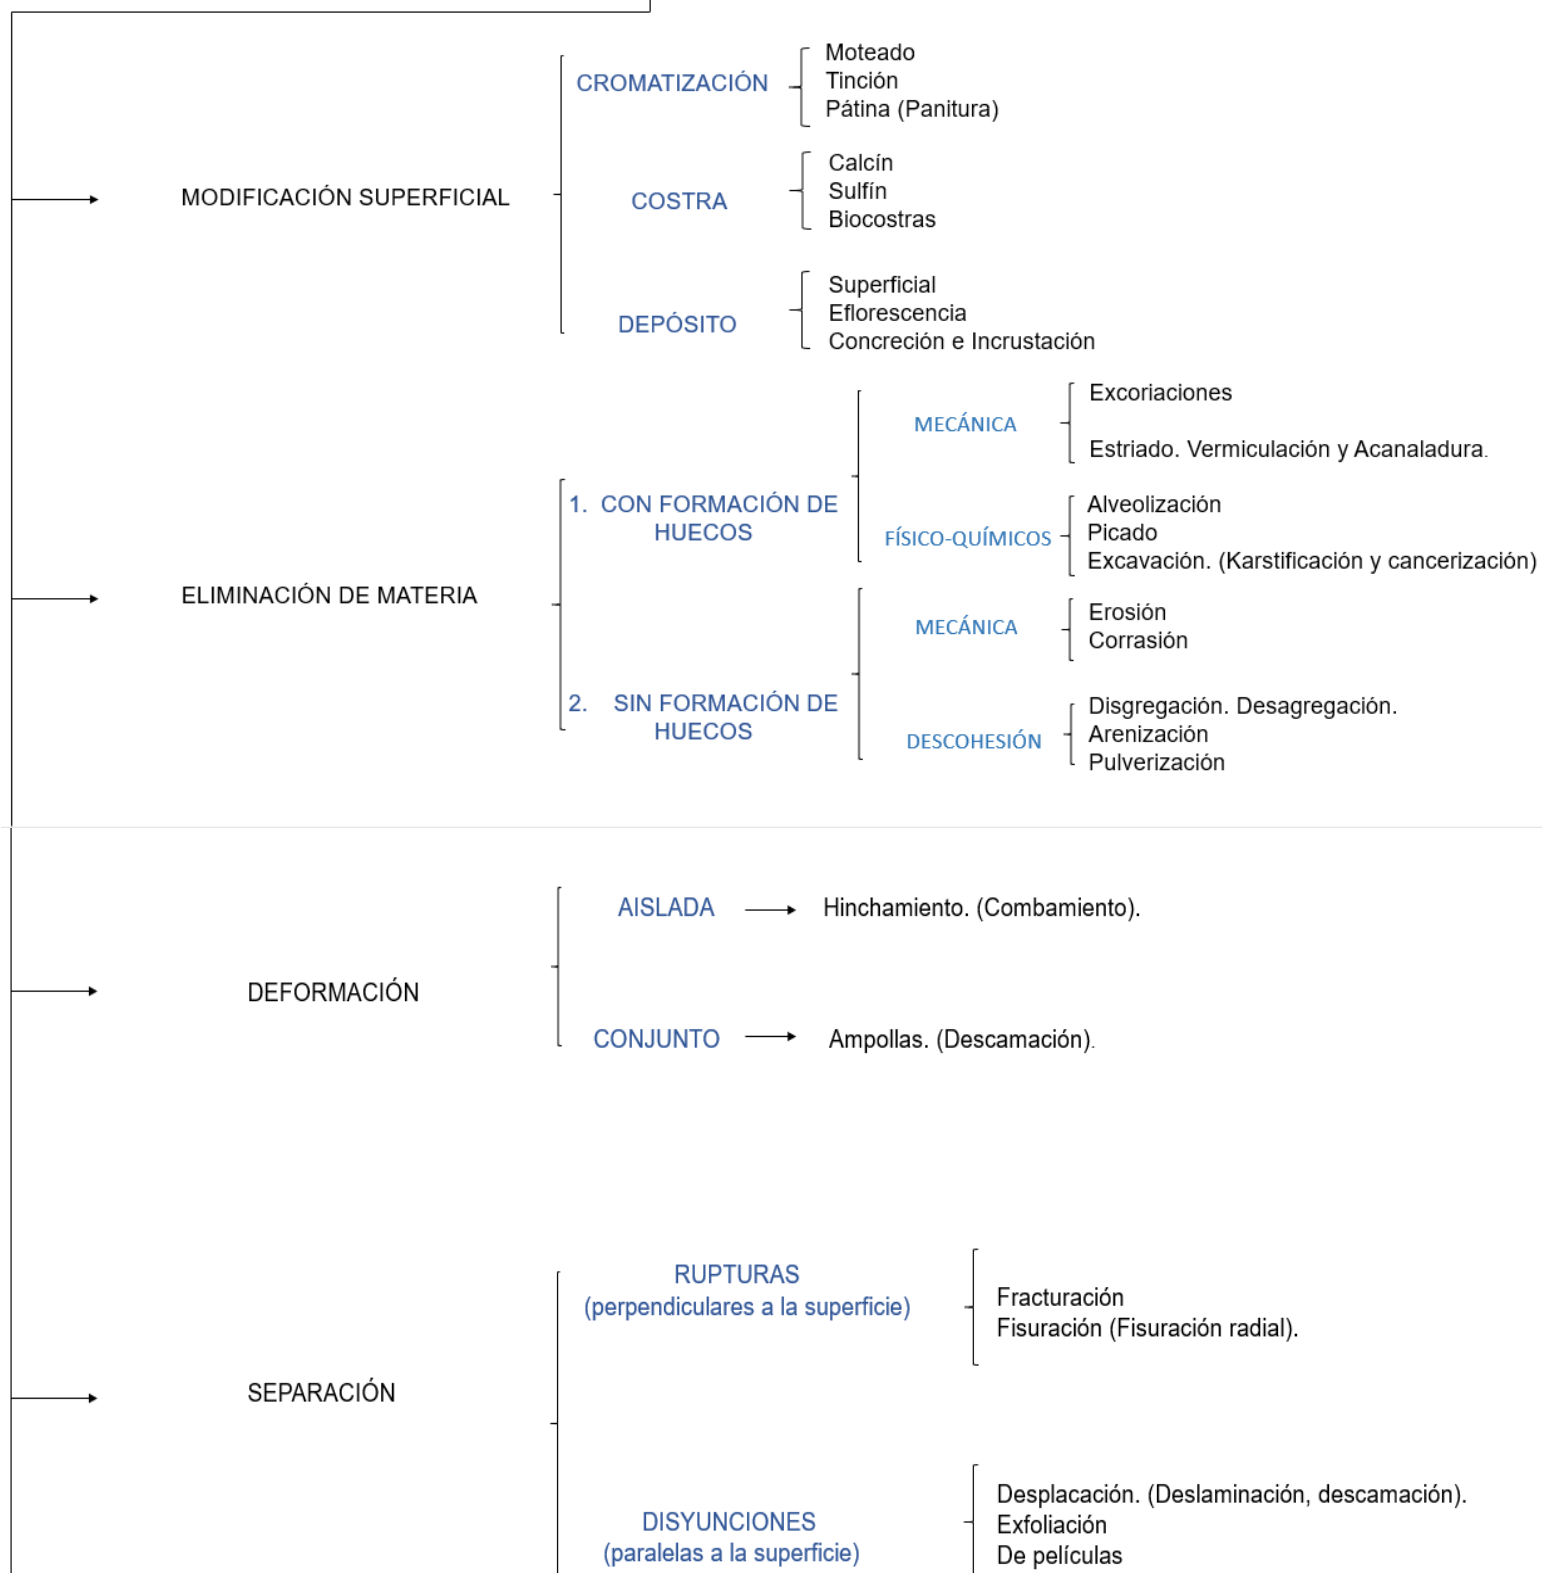 MODIFICACIÓN SUPERFICIAL
CROMATIZACIÓN
Moteado
Tinción
Pátina (Panitura)
COSTRA
Calcín
Sulfín
Biocostras
DEPÓSITO
Superficial
Eflorescencia
Concreción e Incrustación
ELIMINACIÓN DE MATERIA
1. CON FORMACIÓN DE
HUECOS
MECÁNICA
Excoriaciones
Estriado. Vermiculación y Acanaladura.
FÍSICO-QUÍMICOS
Alveolización
Picado
Excavación. (Karstificación y cancerización)
2. SIN FORMACIÓN DE
HUECOS
MECÁNICA
Erosión
Corrasión
DESCOHESIÓN
Disgregación. Desagregación.
Arenización
Pulverización
DEFORMACIÓN
AISLADA
Hinchamiento. (Combamiento).
CONJUNTO
Ampollas. (Descamación).
SEPARACIÓN
RUPTURAS
(perpendiculares a la superficie)
Fracturación
Fisuración (Fisuración radial).
DISYUNCIONES
(paralelas a la superficie)
Desplacación. (Deslaminación, descamación).
Exfoliación
De películas